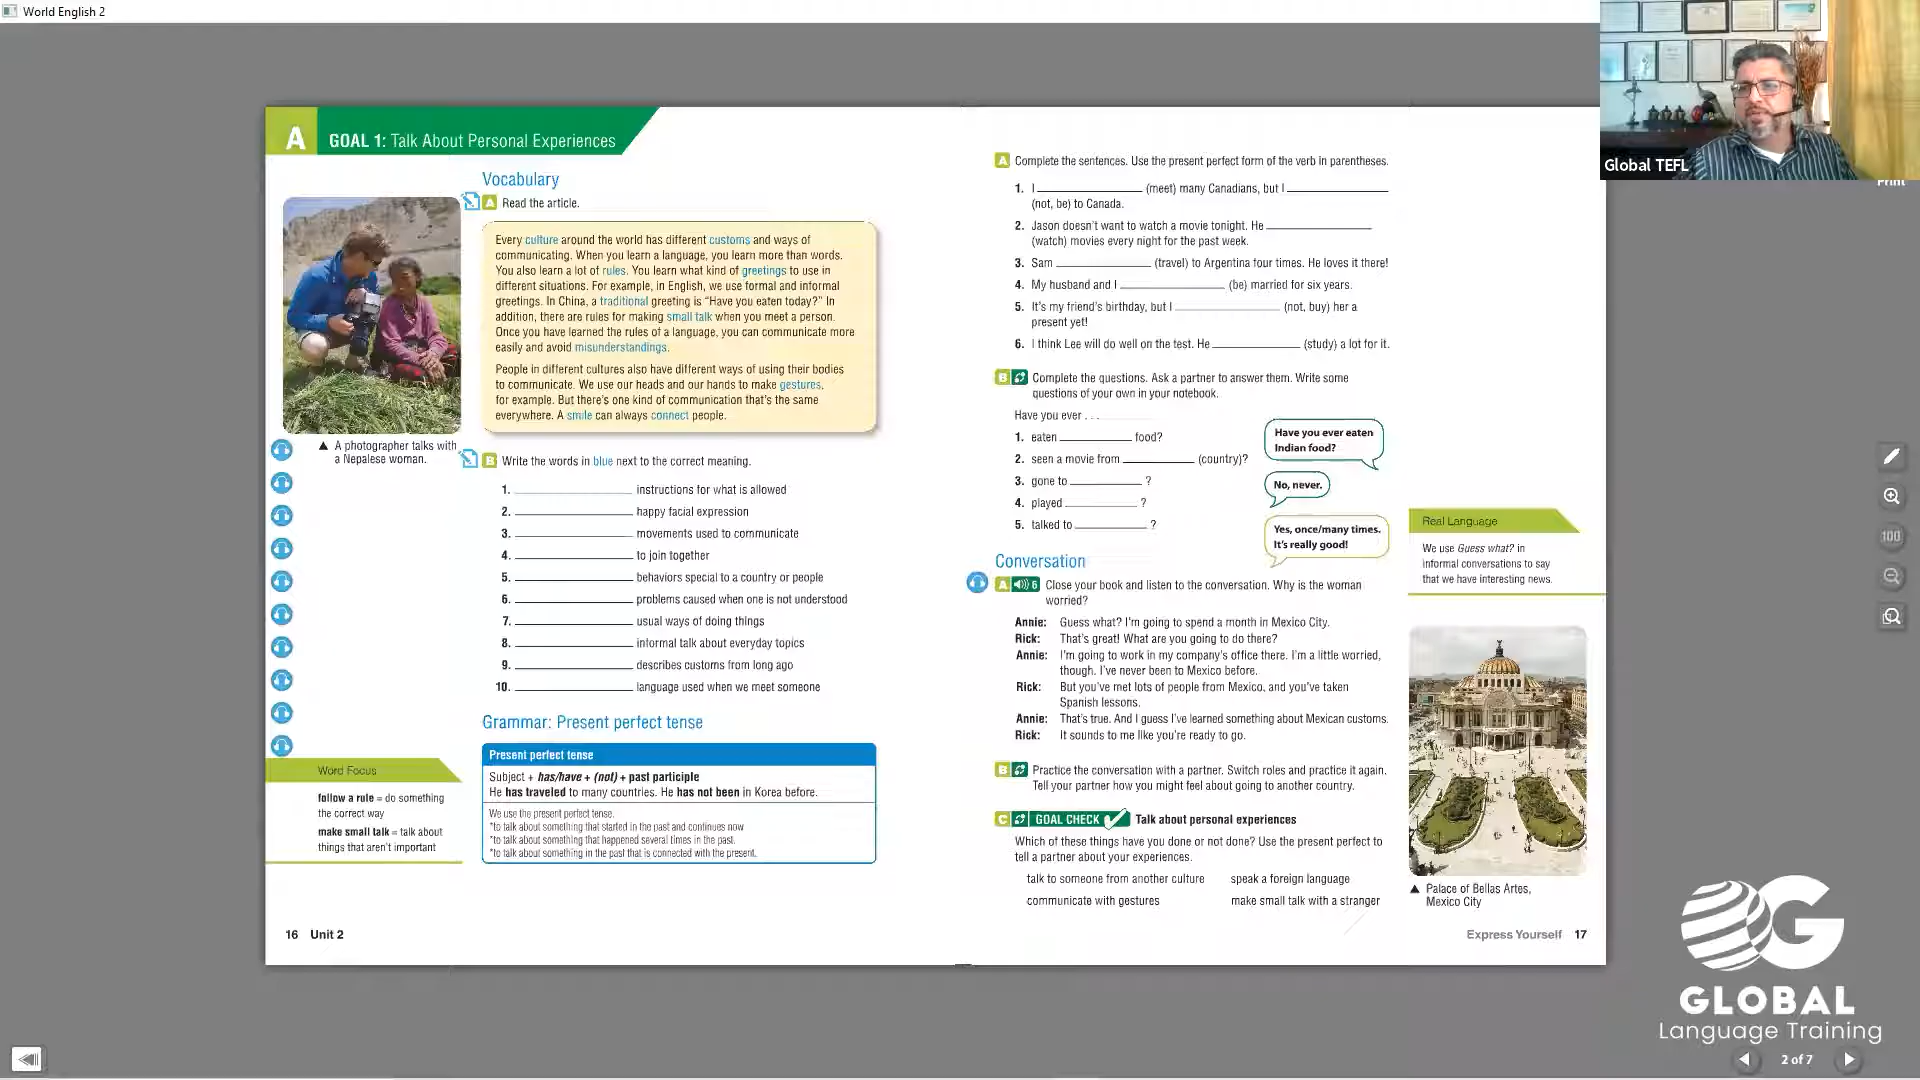 World English 2
Global TEFL
Print
A
GOAL 1: Talk About Personal Experiences
Vocabulary
A Read the article.
Every culture around the world has different customs and ways of
communicating. When you learn a language, you learn more than words.
You also learn a lot of rules. You learn what kind of greetings to use in
different situations. For example, in English, we use formal and informal
greetings. In China, a traditional greeting is “Have you eaten today?” In
addition, there are rules for making small talk when you meet a person.
Once you have learned the rules of a language, you can communicate more
easily and avoid misunderstandings.
People in different cultures also have different ways of using their bodies
to communicate. We use our heads and our hands to make gestures,
for example. But there's one kind of communication that's the same
everywhere. A smile can always connect people.
▲ A photographer talks with
a Nepalese woman.
B Write the words in blue next to the correct meaning.
1. ____________ instructions for what is allowed
2. ____________ happy facial expression
3. ____________ movements used to communicate
4. ____________ to join together
5. ____________ behaviors special to a country or people
6. ____________ problems caused when one is not understood
7. ____________ usual ways of doing things
8. ____________ informal talk about everyday topics
9. ____________ describes customs from long ago
10. ____________ language used when we meet someone
Grammar: Present perfect tense
Present perfect tense
Subject + has/have + (not) + past participle
He has traveled to many countries. He has not been in Korea before.
We use the present perfect tense.
*to talk about something that started in the past and continues now
*to talk about something that happened several times in the past.
*to talk about something in the past that is connected with the present.
Word Focus
follow a rule = do something
the correct way
make small talk = talk about
things that aren't important
16 Unit 2
A Complete the sentences. Use the present perfect form of the verb in parentheses.
1. I ____________ (meet) many Canadians, but I ____________
(not, be) to Canada.
2. Jason doesn't want to watch a movie tonight. He ____________
(watch) movies every night for the past week.
3. Sam ____________ (travel) to Argentina four times. He loves it there!
4. My husband and I ____________ (be) married for six years.
5. It's my friend's birthday, but I ____________ (not, buy) her a
present yet!
6. I think Lee will do well on the test. He ____________ (study) a lot for it.
B Complete the questions. Ask a partner to answer them. Write some
questions of your own in your notebook.
Have you ever . . .
1. eaten ____________ food?
2. seen a movie from ____________ (country)?
3. gone to ____________ ?
4. played ____________ ?
5. talked to ____________ ?
Have you ever eaten
Indian food?
No, never.
Yes, once/many times.
It's really good!
Conversation
A 6 Close your book and listen to the conversation. Why is the woman
worried?
Annie: Guess what? I'm going to spend a month in Mexico City.
Rick: That's great! What are you going to do there?
Annie: I'm going to work in my company's office there. I'm a little worried,
though. I've never been to Mexico before.
Rick: But you've met lots of people from Mexico, and you've taken
Spanish lessons.
Annie: That's true. And I guess I've learned something about Mexican customs.
Rick: It sounds to me like you're ready to go.
B Practice the conversation with a partner. Switch roles and practice it again.
Tell your partner how you might feel about going to another country.
C GOAL CHECK Talk about personal experiences
Which of these things have you done or not done? Use the present perfect to
tell a partner about your experiences.
talk to someone from another culture speak a foreign language
communicate with gestures make small talk with a stranger
Real Language
We use Guess what? in
informal conversations to say
that we have interesting news.
▲ Palace of Bellas Artes,
Mexico City
Express Yourself 17
100
G
GLOBAL
Language Training
2 of 7